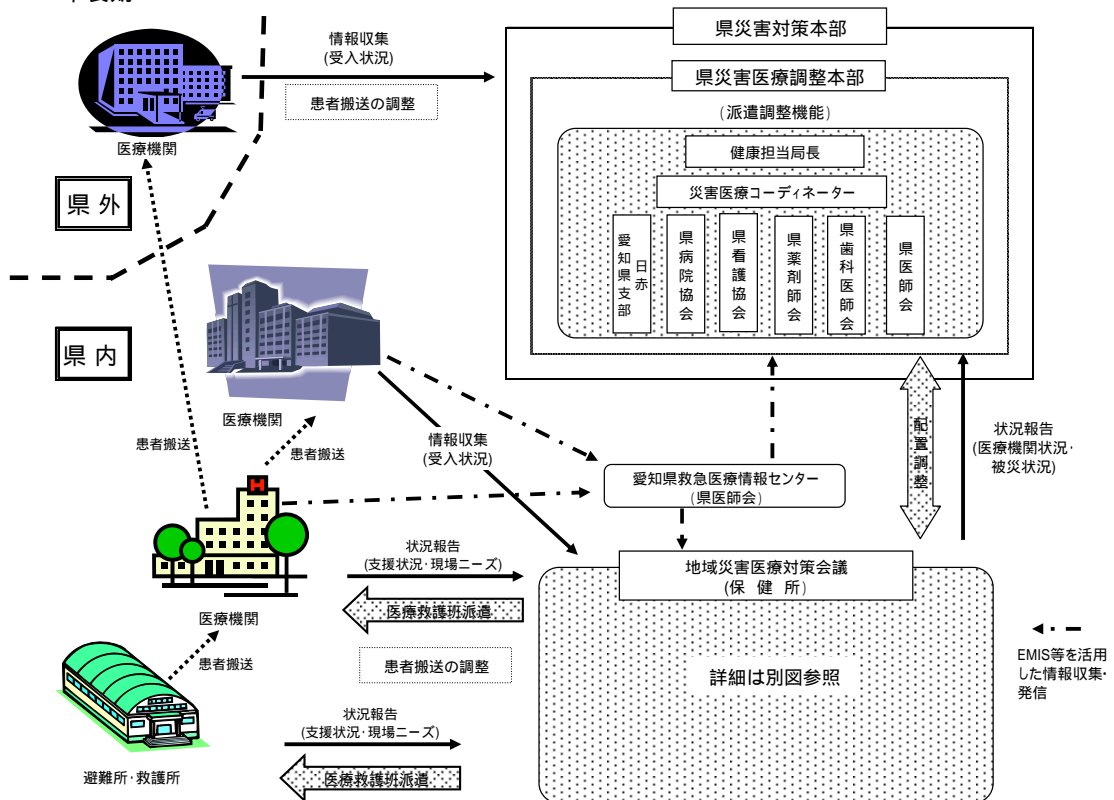 県災害対策本部
情報収集
(受入状況)
患者搬送の調整
県災害医療調整本部
(派遣調整機能)
健康担当局長
災害医療コーディネーター
日赤
愛知県支部
県病院協会
県看護協会
県薬剤師会
県歯科医師会
県医師会
医療機関
県 外
県 内
医療機関
患者搬送
患者搬送
情報収集
(受入状況)
配置調整
状況報告
(医療機関状況・
被災状況)
愛知県救急医療情報センター
(県医師会)
地域災害医療対策会議
(保 健 所)
状況報告
(支援状況・現場ニーズ)
医療救護班派遣
医療機関
患者搬送
患者搬送の調整
詳細は別図参照
EMIS等を活用
した情報収集・
発信
状況報告
(支援状況・現場ニーズ)
医療救護班派遣
避難所・救護所